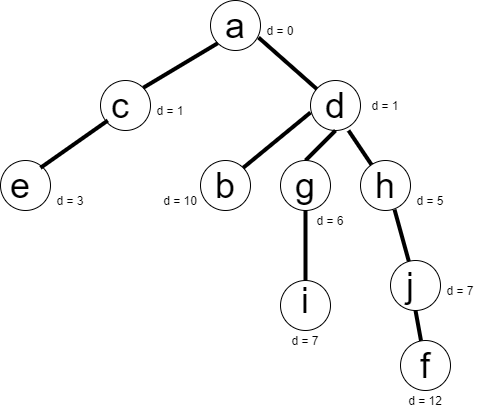 a
d = 0
c
d = 1
d
d = 1
e
d = 3
b
d = 10
g
d = 6
h
d = 5
i
d = 7
j
d = 7
f
d = 12